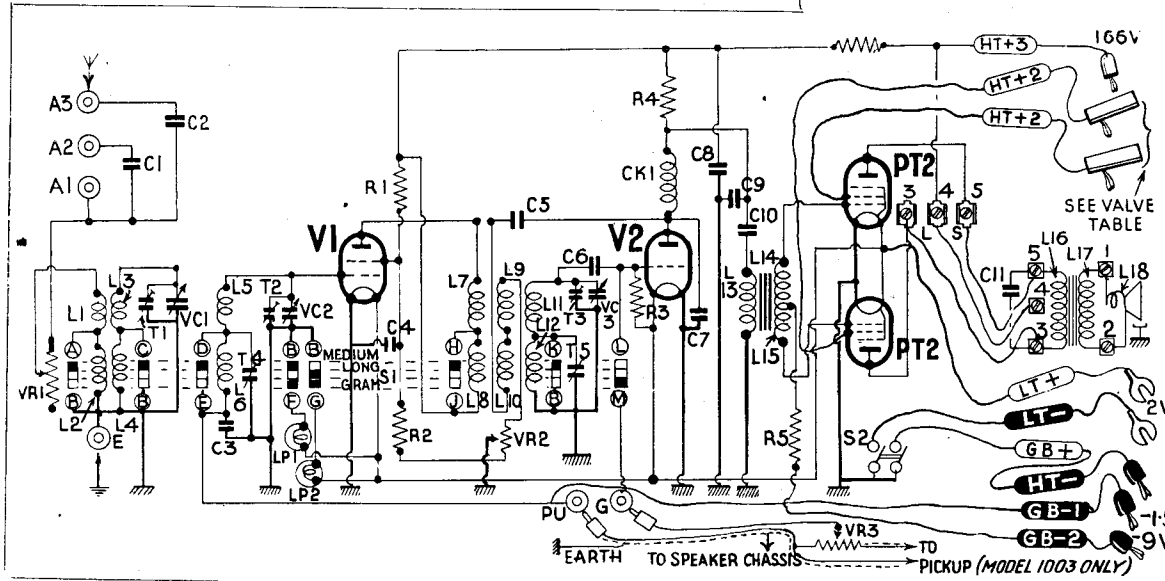 A3
A2
A1
C2
C1
L1
L3
T1
VC1
VR1
A
B
C
B
L2
L4
E
D
E
L5
L6
T4
C3
T2
VC2
B
B
F
G
LP1
LP2
MEDIUM
LONG
GRAM
S1
V1
R1
C4
R2
H
J
L7
L8
C5
L9
L10
VR2
L11
L12
K
B
C6
T3
VC3
T5
L
M
V2
R3
R4
CK1
C7
C8
C9
C10
L13
L14
L15
R5
PT2
PT2
3 4 5
L S
HT+3
166V
HT+2
HT+2
SEE VALVE
TABLE
L16
L17
L18
C11
5
4
3
1
2
LT+
LT-
2V
S2
GB+
HT-
GB-1
-1.5
GB-2
-9V
PU
G
VR3
EARTH
TO SPEAKER CHASSIS
TO
PICKUP (MODEL 1003 ONLY)